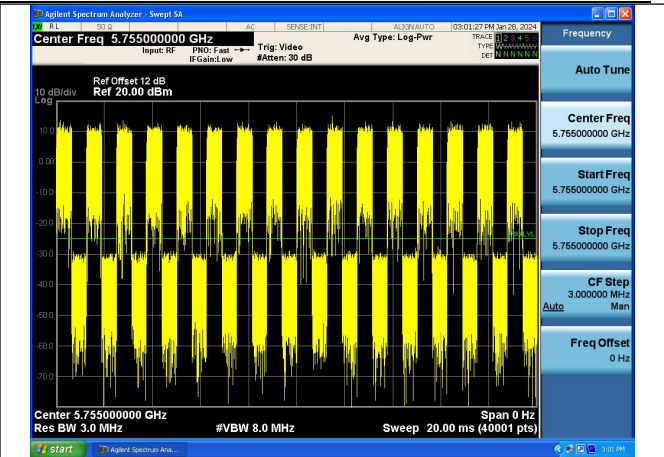 Agilent Spectrum Analyzer - Swept SA
RL 50 Ω AC SENSE:INT ALIGNAUTO 03:01:27 PM Jan 28, 2024
Center Freq 5.755000000 GHz
Input: RF PNO: Fast Trig: Video Avg Type: Log-Pwr
IFGain:Low #Atten: 30 dB
TRACE 1 2 3 4 5 6
TYPE
DET N N N N N N
Ref Offset 12 dB
10 dB/div Ref 20.00 dBm
Log
10.0
0.00
-10.0
-20.0
-30.0
-40.0
-50.0
-60.0
-70.0
Center 5.755000000 GHz Span 0 Hz
Res BW 3.0 MHz #VBW 8.0 MHz Sweep 20.00 ms (40001 pts)
Frequency
Auto Tune
Center Freq
5.755000000 GHz
Start Freq
5.755000000 GHz
Stop Freq
5.755000000 GHz
CF Step
3.000000 MHz
Auto Man
Freq Offset
0 Hz
start Agilent Spectrum Ana... 3:01 PM